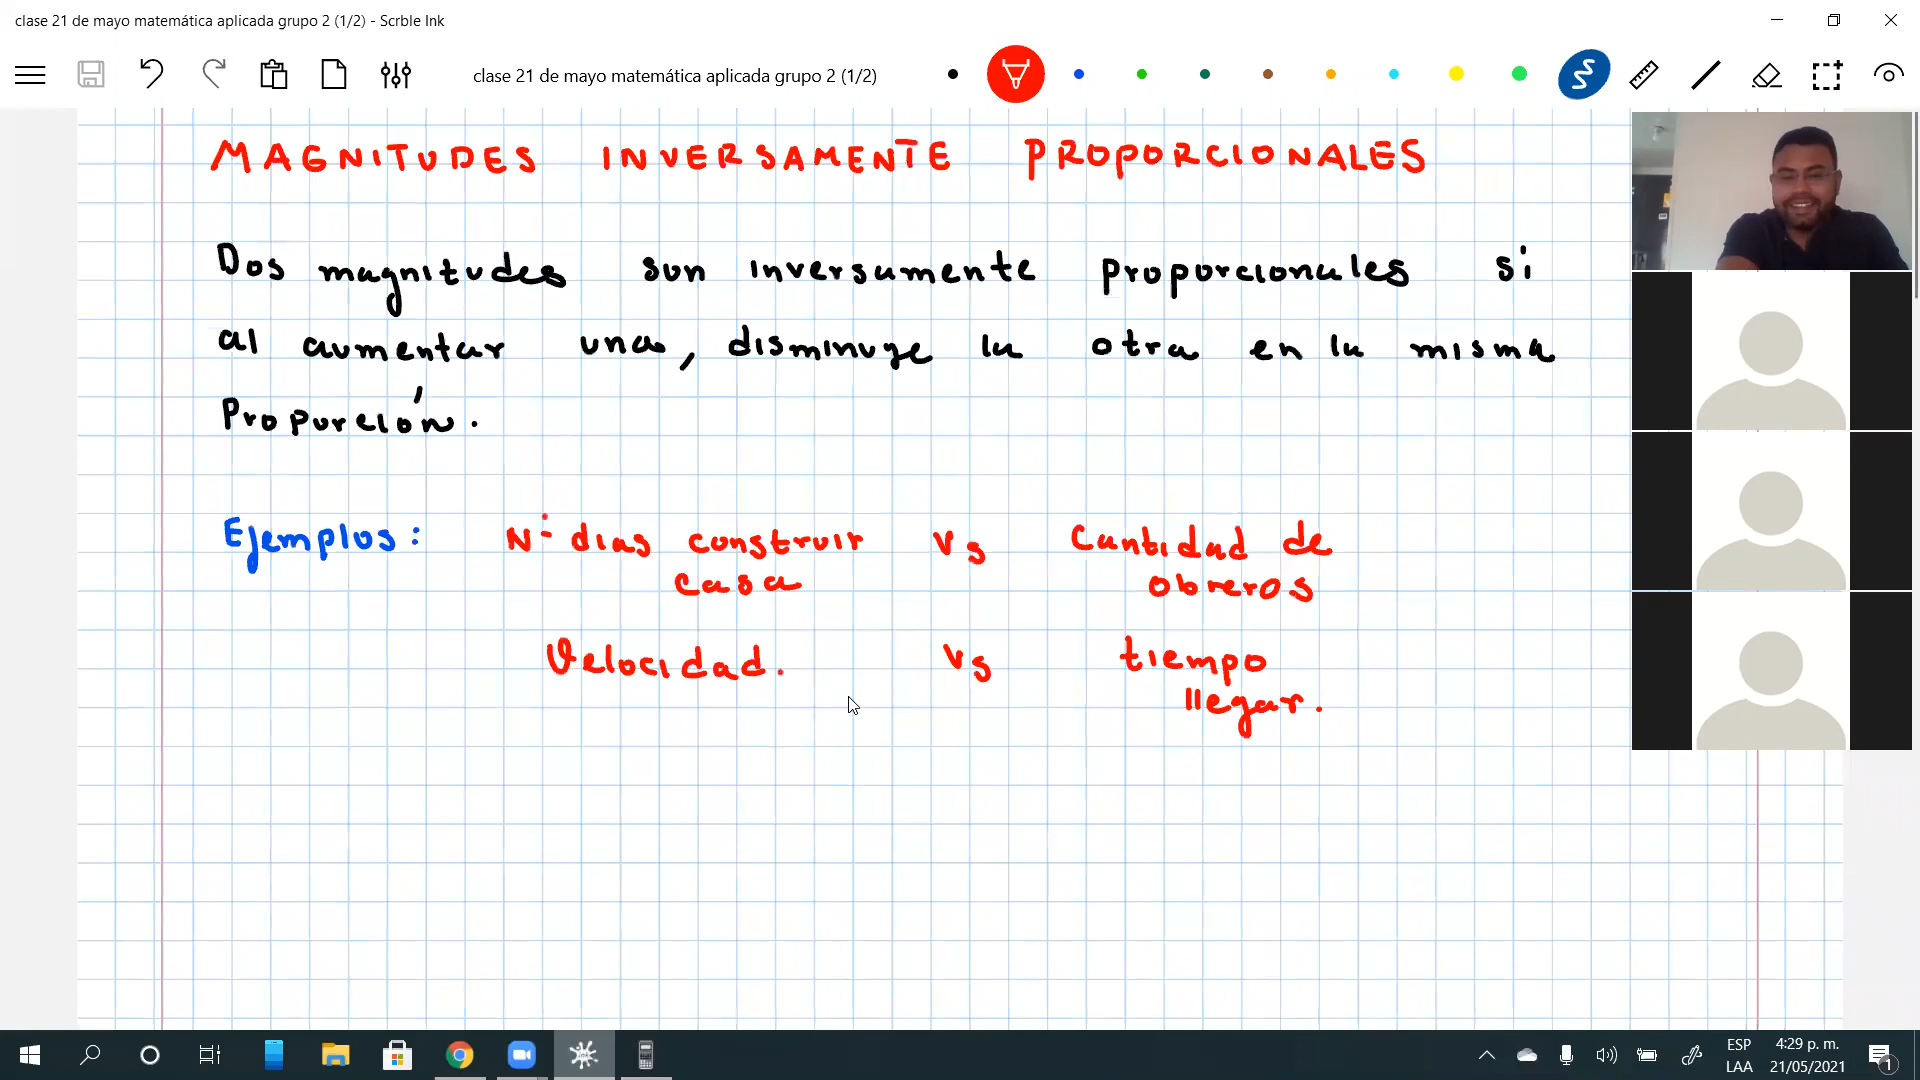 clase 21 de mayo matemática aplicada grupo 2 (1/2) - Scrble Ink
clase 21 de mayo matemática aplicada grupo 2 (1/2)
MAGNITUDES INVERSAMENTE PROPORCIONALES
Dos magnitudes son inversamente proporcionales si
al aumentar una, disminuye la otra en la misma
Proporción.
Ejemplos: N° dias construir vs Cantidad de
casa obreros
Velocidad. vs tiempo
llegar.
ESP 4:29 p. m.
LAA 21/05/2021 1